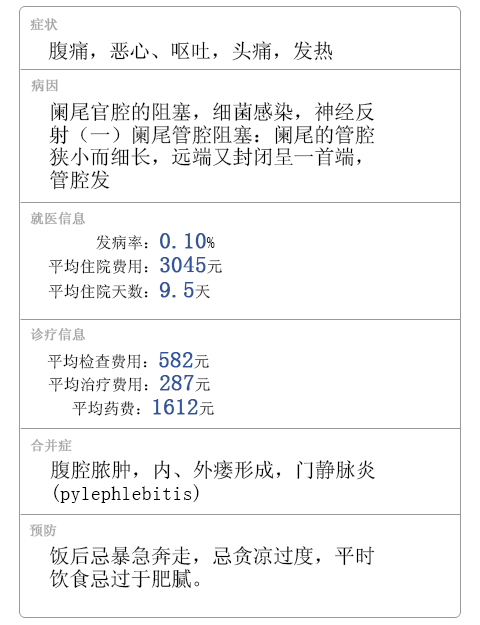 症状
腹痛，恶心、呕吐，头痛，发热
病因
阑尾官腔的阻塞，细菌感染，神经反
射（一）阑尾管腔阻塞：阑尾的管腔
狭小而细长，远端又封闭呈一首端，
管腔发
就医信息
发病率：0.10%
平均住院费用：3045元
平均住院天数：9.5天
诊疗信息
平均检查费用：582元
平均治疗费用：287元
平均药费：1612元
合并症
腹腔脓肿，内、外瘘形成，门静脉炎
(pylephlebitis)
预防
饭后忌暴急奔走，忌贪凉过度，平时
饮食忌过于肥腻。